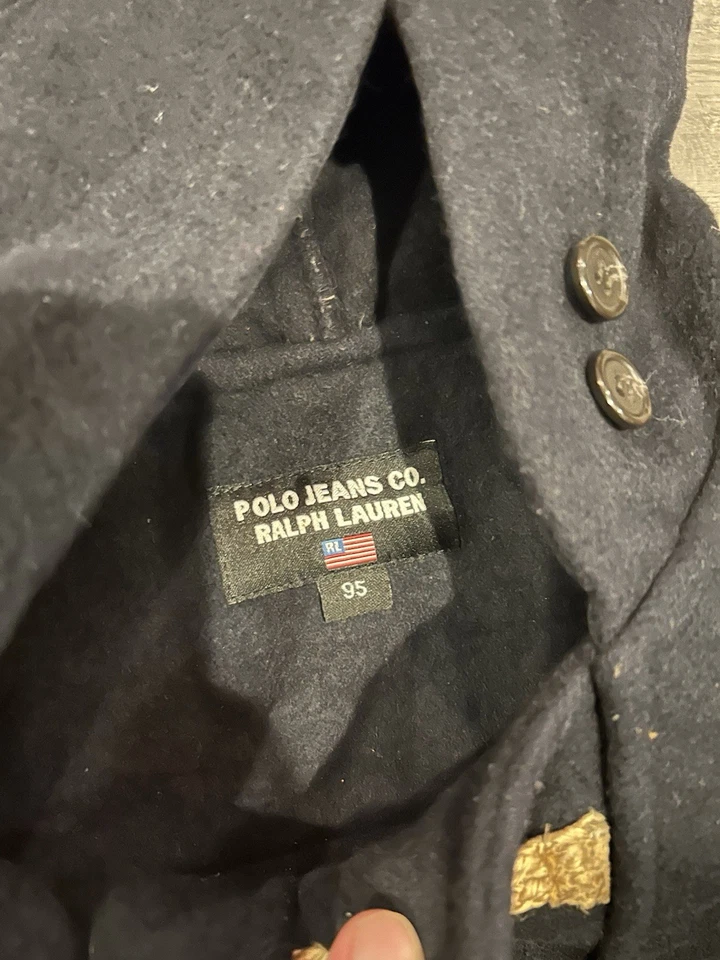 POLO JEANS CO.
RALPH LAUREN
RL
95